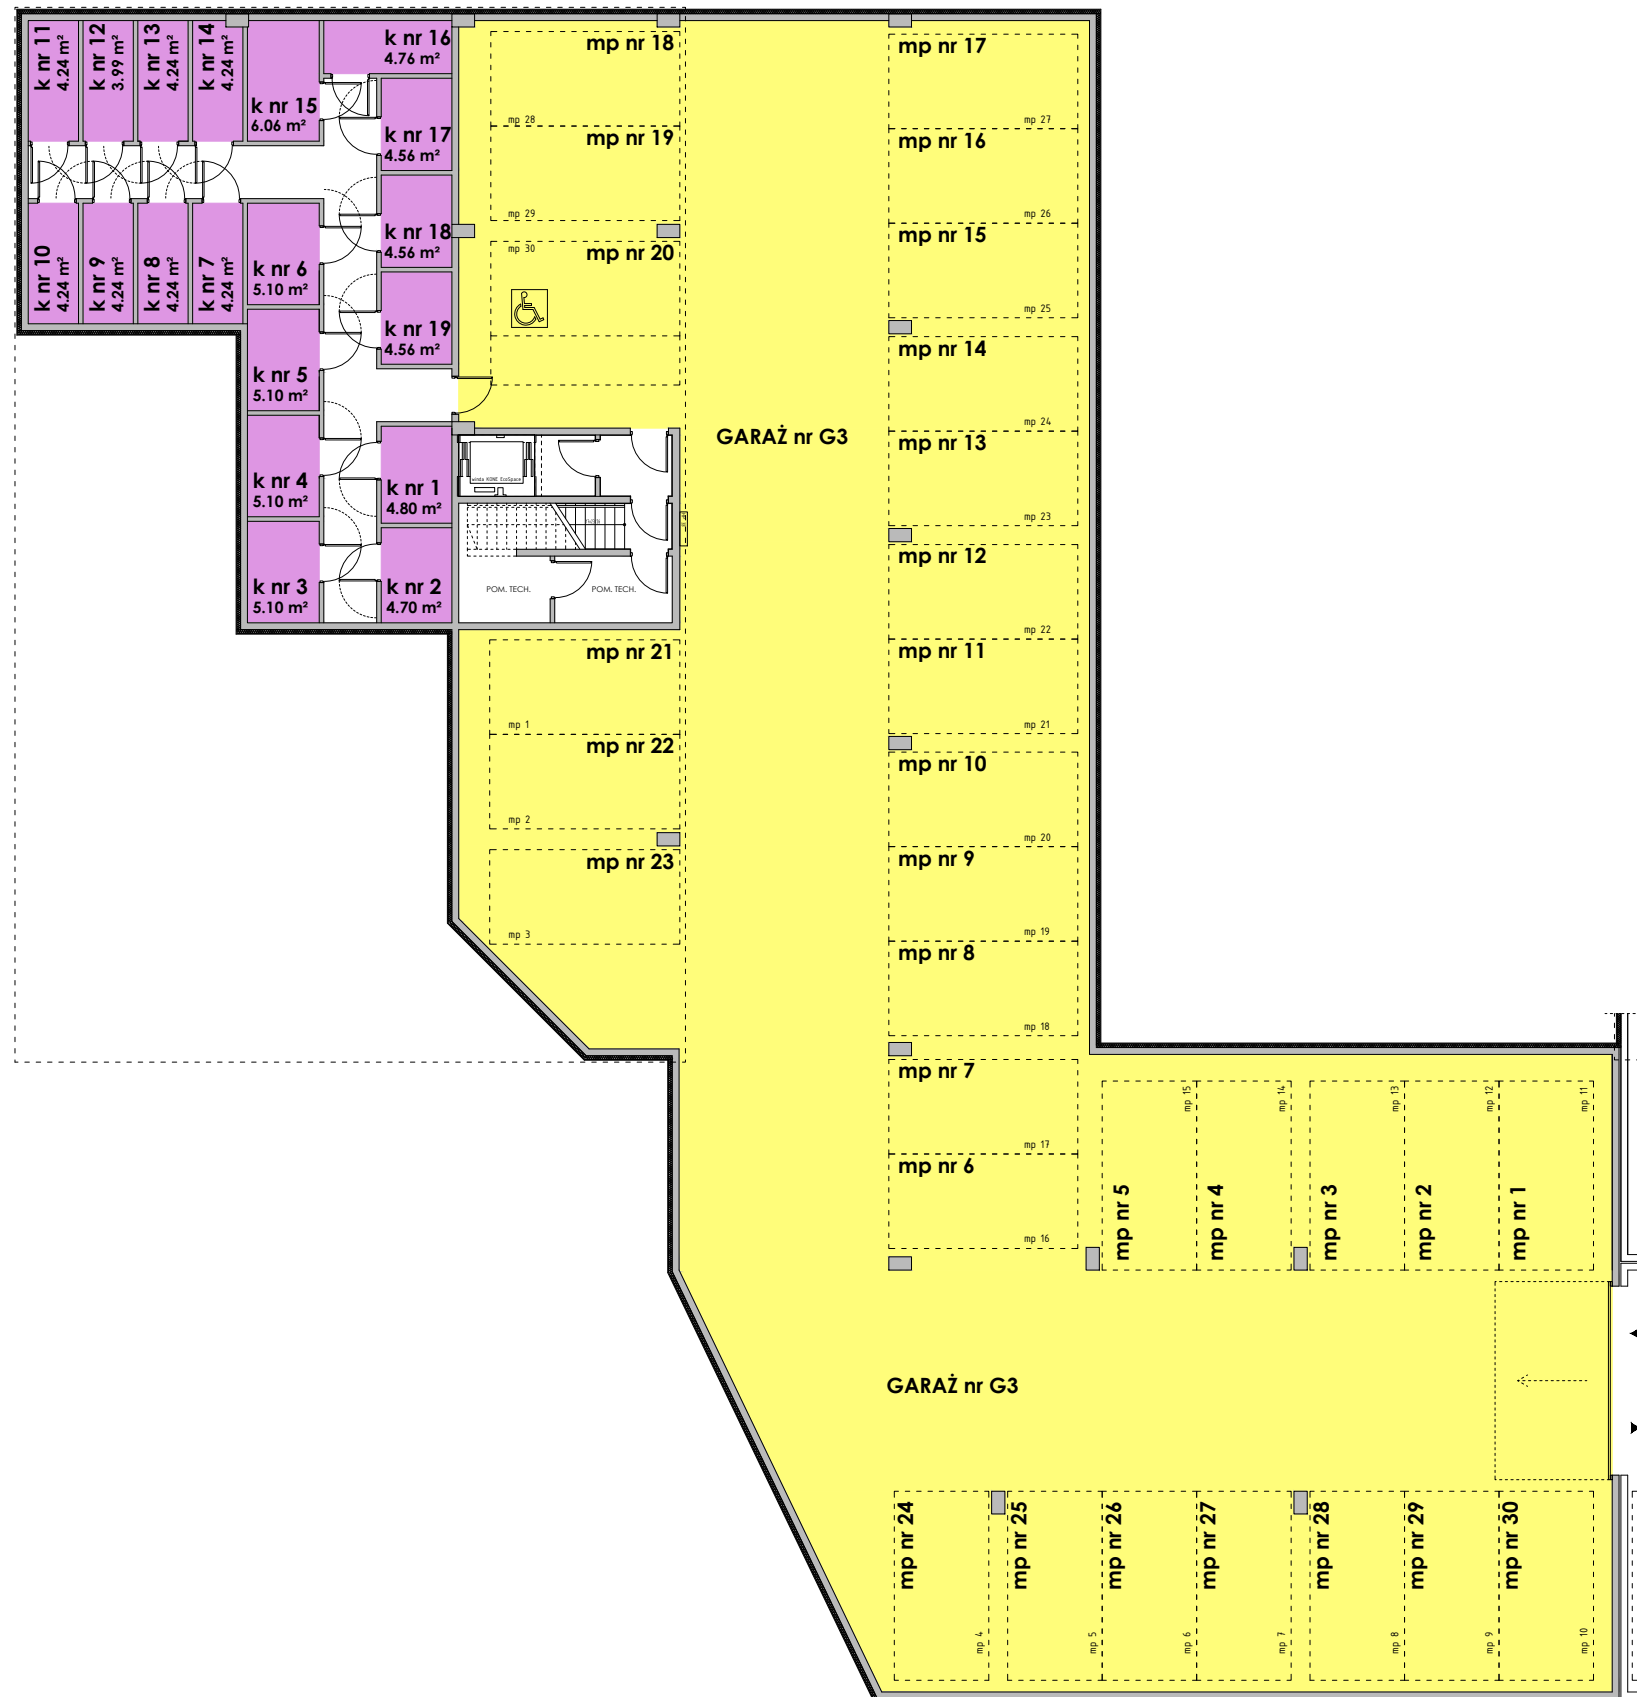 k nr 11
4.24 m²
k nr 12
3.99 m²
k nr 13
4.24 m²
k nr 14
4.24 m²
k nr 15
6.06 m²
k nr 16
4.76 m²
k nr 17
4.56 m²
k nr 18
4.56 m²
k nr 19
4.56 m²
k nr 10
4.24 m²
k nr 9
4.24 m²
k nr 8
4.24 m²
k nr 7
4.24 m²
k nr 6
5.10 m²
k nr 5
5.10 m²
k nr 4
5.10 m²
k nr 3
5.10 m²
k nr 1
4.80 m²
k nr 2
4.70 m²
winda KONE EcoSpace
POM. TECH.
POM. TECH.
mp nr 18
mp 28
mp nr 19
mp 29
mp 30
mp nr 20
GARAŻ nr G3
mp nr 17
mp 27
mp nr 16
mp 26
mp nr 15
mp 25
mp nr 14
mp 24
mp nr 13
mp 23
mp nr 12
mp 22
mp nr 11
mp 21
mp nr 10
mp 20
mp nr 9
mp 19
mp nr 8
mp 18
mp nr 7
mp 17
mp nr 6
mp 16
mp nr 21
mp 1
mp nr 22
mp 2
mp nr 23
mp 3
mp 15
mp nr 5
mp 14
mp nr 4
mp 13
mp nr 3
mp 12
mp nr 2
mp 11
mp nr 1
GARAŻ nr G3
mp nr 24
mp 4
mp nr 25
mp 5
mp nr 26
mp 6
mp nr 27
mp 7
mp nr 28
mp 8
mp nr 29
mp 9
mp nr 30
mp 10